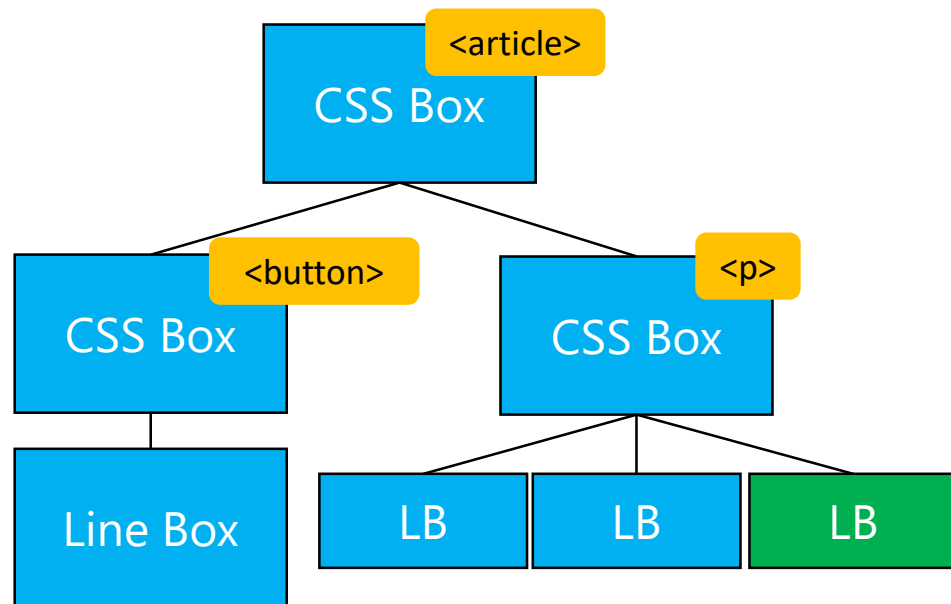 <article>
CSS Box
<button>
CSS Box
<p>
CSS Box
Line Box
LB
LB
LB